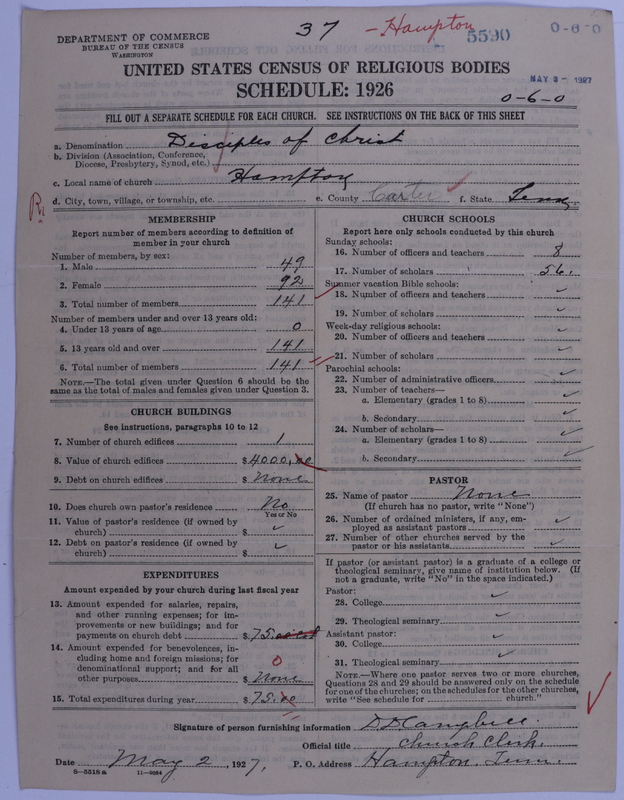 37 - Hampton 5590 0-6-0
DEPARTMENT OF COMMERCE
BUREAU OF THE CENSUS
WASHINGTON
UNITED STATES CENSUS OF RELIGIOUS BODIES
MAY 3 - 1927
SCHEDULE: 1926
0-6-0
FILL OUT A SEPARATE SCHEDULE FOR EACH CHURCH. SEE INSTRUCTIONS ON THE BACK OF THIS SHEET
a. Denomination Disciples of Christ
b. Division (Association, Conference,
Diocese, Presbytery, Synod, etc.)
c. Local name of church Hampton
d. City, town, village, or township, etc. e. County Carter f. State Tenn.
R.
MEMBERSHIP
Report number of members according to definition of
member in your church
Number of members, by sex:
1. Male 49
2. Female 92
3. Total number of members 141
Number of members under and over 13 years old:
4. Under 13 years of age 0
5. 13 years old and over 141
6. Total number of members 141
NOTE.—The total given under Question 6 should be
the same as the total of males and females given under Question 3.
CHURCH BUILDINGS
See instructions, paragraphs 10 to 12
7. Number of church edifices 1
8. Value of church edifices $4000.00
9. Debt on church edifices $None
10. Does church own pastor's residence No
Yes or No
11. Value of pastor's residence (if owned by
church) $ ✓
12. Debt on pastor's residence (if owned by
church) $ ✓
EXPENDITURES
Amount expended by your church during last fiscal year
13. Amount expended for salaries, repairs,
and other running expenses; for im-
provements or new buildings; and for
payments on church debt $75.00
14. Amount expended for benevolences, in-
cluding home and foreign missions; for
denominational support; and for all
other purposes 0 $None
15. Total expenditures during year $75.00
CHURCH SCHOOLS
Report here only schools conducted by this church
Sunday schools:
16. Number of officers and teachers 8
17. Number of scholars 56.
Summer vacation Bible schools:
18. Number of officers and teachers ✓
19. Number of scholars ✓
Week-day religious schools:
20. Number of officers and teachers ✓
21. Number of scholars ✓
Parochial schools:
22. Number of administrative officers ✓
23. Number of teachers—
a. Elementary (grades 1 to 8) ✓
b. Secondary ✓
24. Number of scholars—
a. Elementary (grades 1 to 8) ✓
b. Secondary ✓
PASTOR
25. Name of pastor None
(If church has no pastor, write "None")
26. Number of ordained ministers, if any, em-
ployed as assistant pastors ✓
27. Number of other churches served by the
pastor or his assistants ✓
If pastor (or assistant pastor) is a graduate of a college or
theological seminary, give name of institution below. (If
not a graduate, write "No" in the space indicated.)
Pastor:
28. College ✓
29. Theological seminary ✓
Assistant pastor:
30. College ✓
31. Theological seminary ✓
NOTE.—Where one pastor serves two or more churches,
Questions 28 and 29 should be answered only on the schedule
for one of the churches; on the schedules for the other churches,
write "See schedule for church."
Signature of person furnishing information
Official title Church Clerk.
Date May 2, 1927. P. O. Address Hampton, Tenn.
8—5518a 11—9024